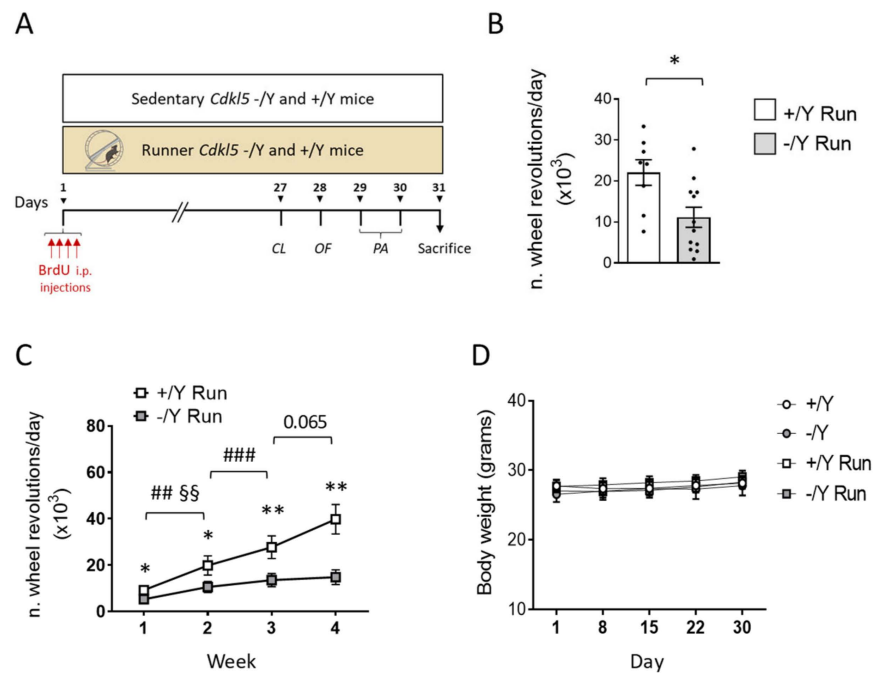 A
Sedentary Cdkl5 -/Y and +/Y mice
Runner Cdkl5 -/Y and +/Y mice
Days
1 27 28 29 30 31
CL OF PA Sacrifice
BrdU i.p.
injections
B
n. wheel revolutions/day
(x10³)
40
30
20
10
0
*
+/Y Run
-/Y Run
C
+/Y Run
-/Y Run
n. wheel revolutions/day
(x10³)
80
60
40
20
0
## §§
###
0.065
* * ** **
1 2 3 4
Week
D
Body weight (grams)
40
30
20
10
1 8 15 22 30
Day
+/Y
-/Y
+/Y Run
-/Y Run